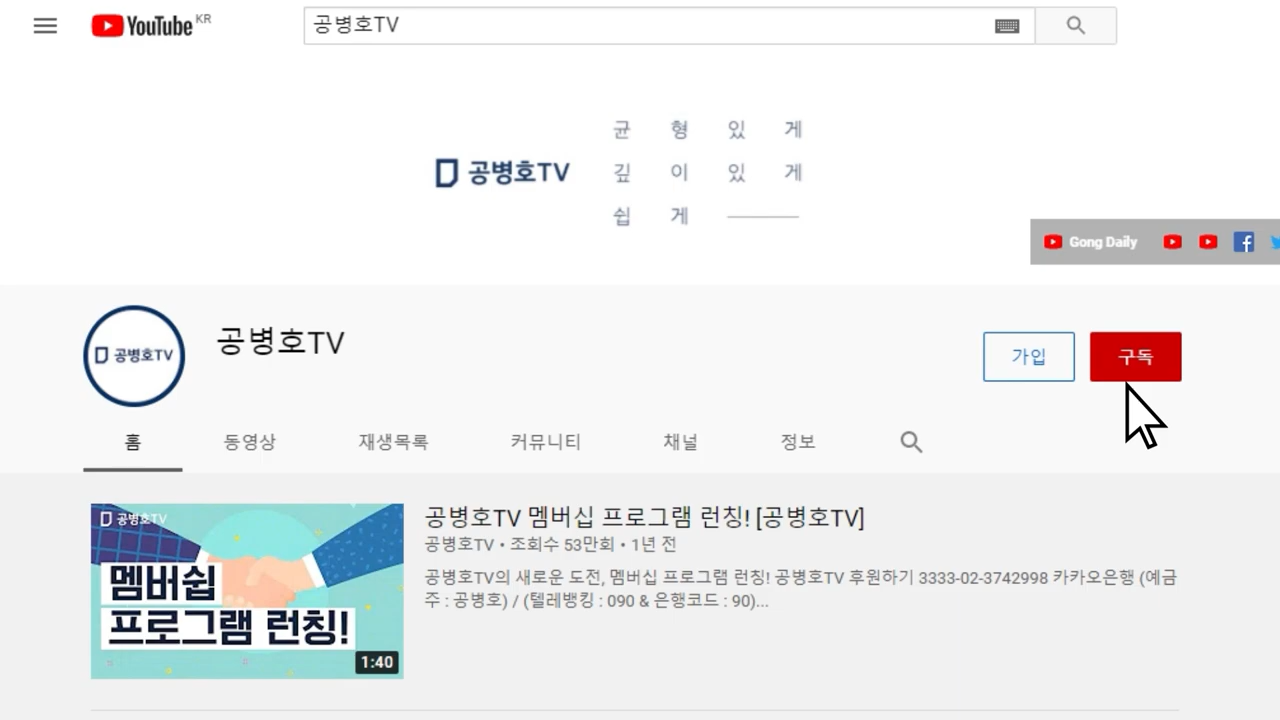 YouTube KR
공병호TV
균 형 있 게
공병호TV
깊 이 있 게
쉽 게
Gong Daily
공병호TV
공병호TV
가입
구독
홈
동영상
재생목록
커뮤니티
채널
정보
공병호TV
멤버쉽
프로그램 런칭!
1:40
공병호TV 멤버십 프로그램 런칭! [공병호TV]
공병호TV • 조회수 53만회 • 1년 전
공병호TV의 새로운 도전, 멤버십 프로그램 런칭! 공병호TV 후원하기 3333-02-3742998 카카오은행 (예금
주 : 공병호) / (텔레뱅킹 : 090 & 은행코드 : 90)...